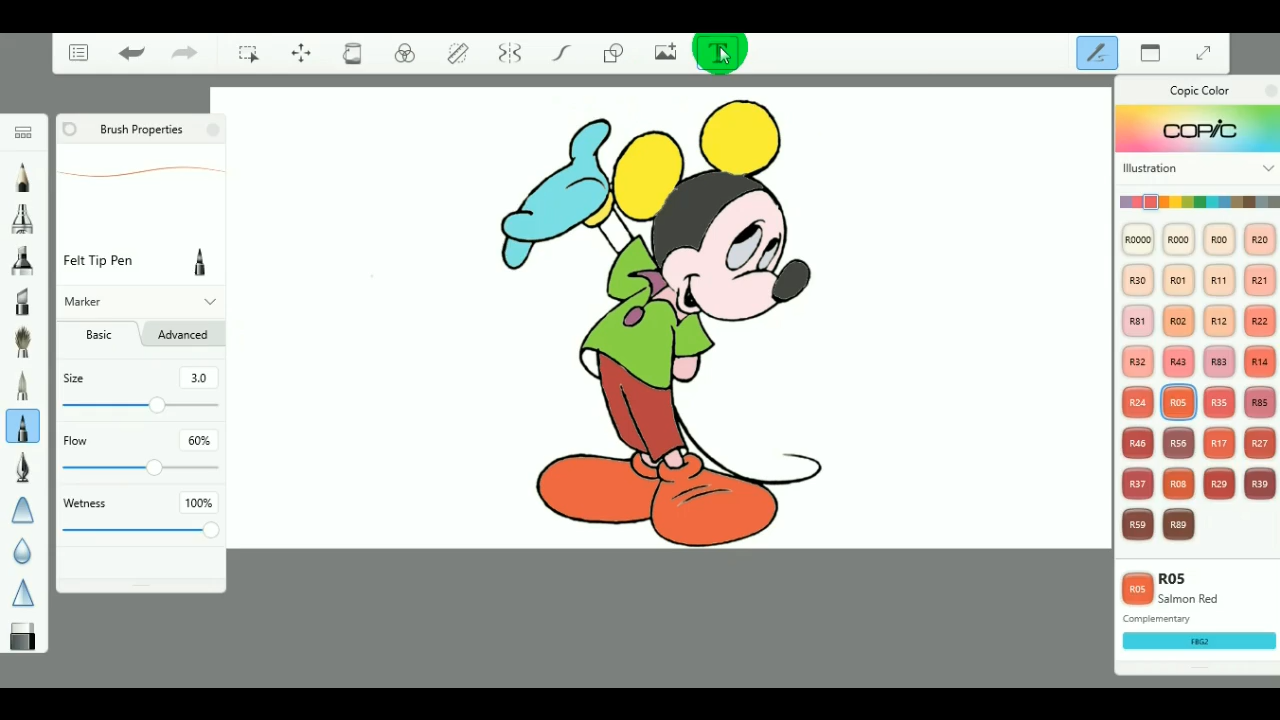 T
Brush Properties
Felt Tip Pen
Marker
Basic
Advanced
Size
3.0
Flow
60%
Wetness
100%
Copic Color
COPIC
Illustration
R0000 R000 R00 R20
R30 R01 R11 R21
R81 R02 R12 R22
R32 R43 R83 R14
R24 R05 R35 R85
R46 R56 R17 R27
R37 R08 R29 R39
R59 R89
R05
R05
Salmon Red
Complementary